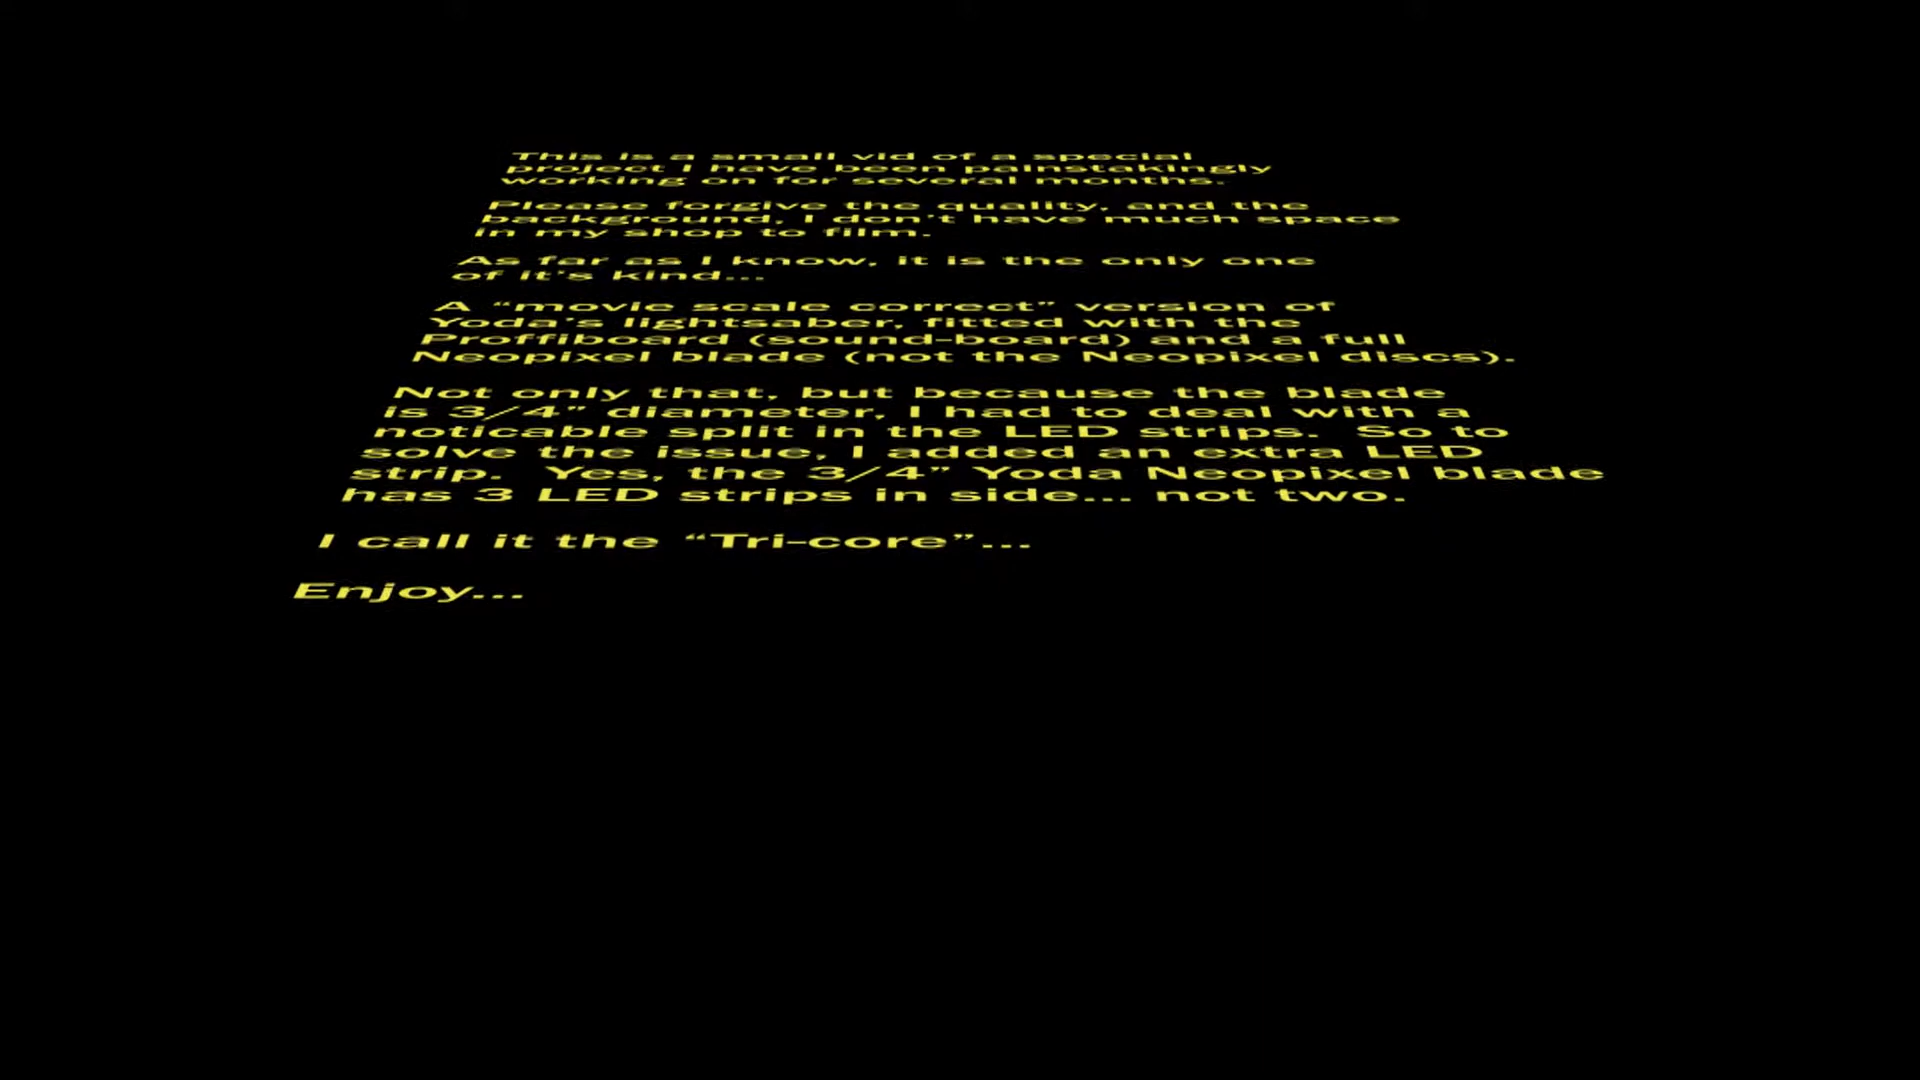 This is a small vid of a special
project I have been painstakingly
working on for several months.
Please forgive the quality, and the
background, I don't have much space
in my shop to film.
As far as I know, it is the only one
of it's kind...
A “movie scale correct” version of
Yoda's lightsaber, fitted with the
Proffiboard (sound-board) and a full
Neopixel blade (not the Neopixel discs).
Not only that, but because the blade
is 3/4” diameter, I had to deal with a
noticable split in the LED strips.  So to
solve the issue, I added an extra LED
strip.  Yes, the 3/4” Yoda Neopixel blade
has 3 LED strips in side... not two.
I call it the “Tri-core”...
Enjoy...